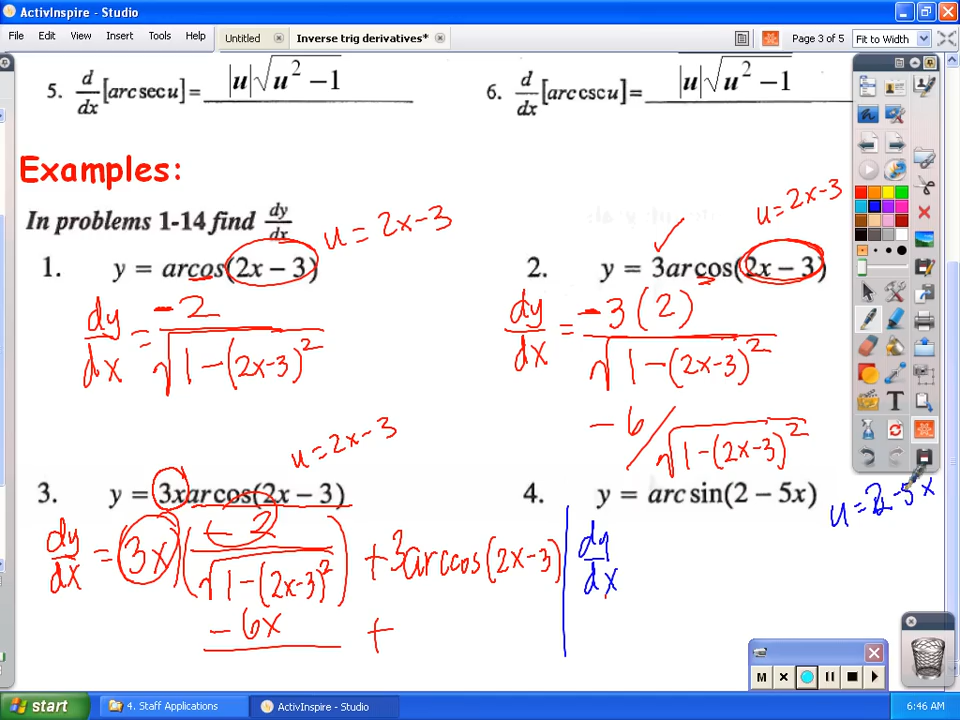 ActivInspire - Studio
File Edit View Insert Tools Help
Untitled
Inverse trig derivatives*
Page 3 of 5
Fit to Width
5. d/dx [arcsec u] = |u|√u² − 1
6. d/dx [arccsc u] = |u|√u² − 1
Examples:
In problems 1-14 find dy/dx
u = 2x − 3
u = 2x − 3
1. y = arcos(2x − 3)
2. y = 3arcos(2x − 3)
dy/dx = −2/√1 − (2x−3)²
dy/dx = −3(2)/√1 − (2x−3)²
−6/√1−(2x−3)²
u = 2x − 3
3. y = 3xarcos(2x − 3)
4. y = arcsin(2 − 5x)
u = 2 − 5x
dy/dx = 3x(−2/√1−(2x−3)²) + 3arccos(2x−3)
dy/dx
−6x +
start
4. Staff Applications
ActivInspire - Studio
6:46 AM